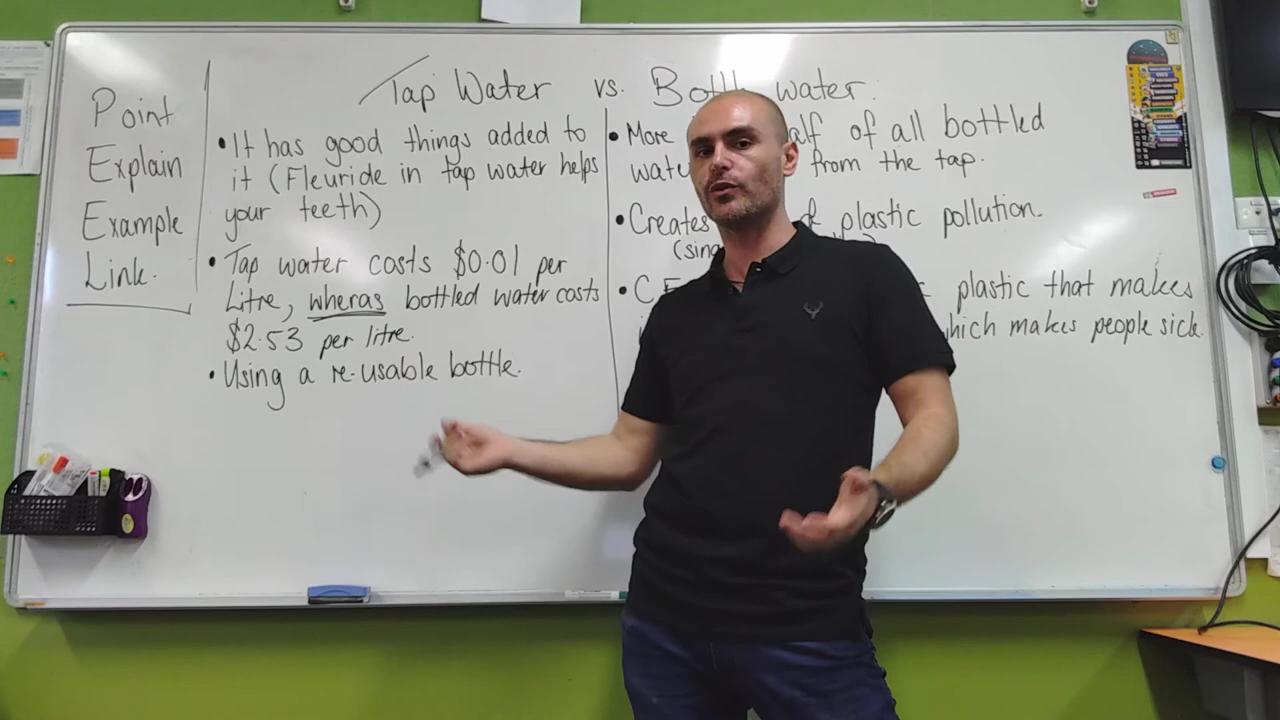 Point
Explain
Example
Link.
Tap Water vs. Bottle water:
• It has good things added to
it (Fleuride in tap water helps
your teeth)
• Tap water costs $0.01 per
Litre, wheras bottled water costs
$2.53 per litre.
• Using a re-usable bottle.
• More alf of all bottled
from the tap.
• Creates plastic pollution.
• plastic that makes
which makes people sick.